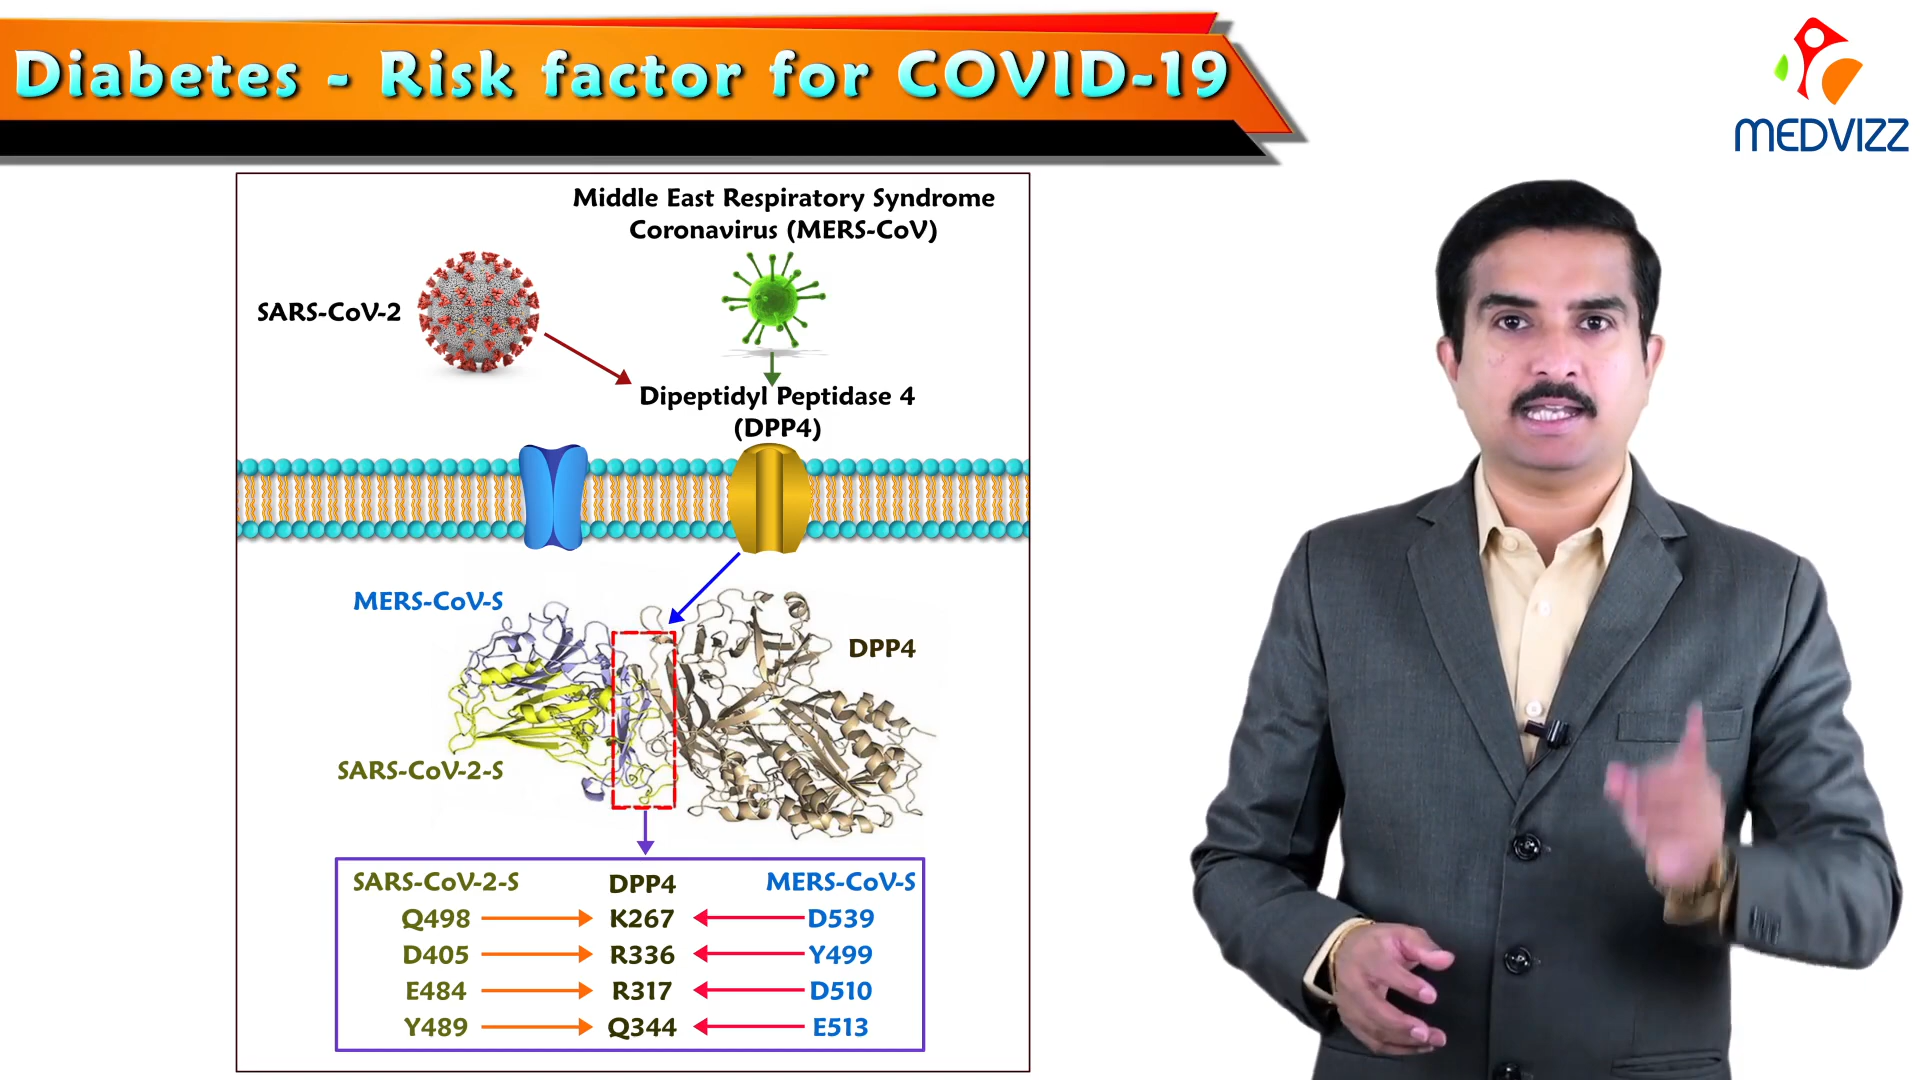 Diabetes - Risk factor for COVID-19
MEDVIZZ
Middle East Respiratory Syndrome
Coronavirus (MERS-CoV)
SARS-CoV-2
Dipeptidyl Peptidase 4
(DPP4)
MERS-CoV-S
DPP4
SARS-CoV-2-S
SARS-CoV-2-S DPP4 MERS-CoV-S
Q498 K267 D539
D405 R336 Y499
E484 R317 D510
Y489 Q344 E513